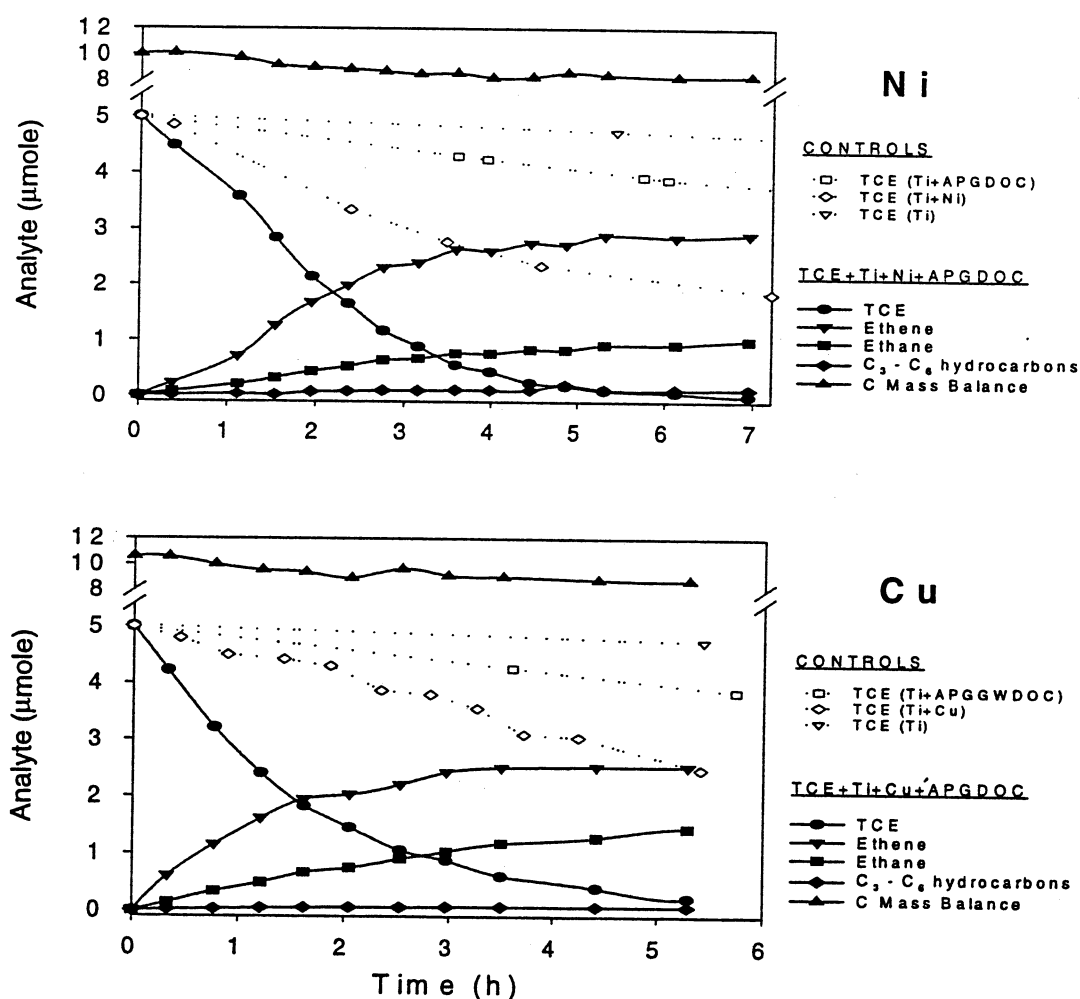 12
10
8
5
4
3
2
1
0
Analyte (μmole)
0 1 2 3 4 5 6 7
Ni
CONTROLS
TCE (Ti+APGDOC)
TCE (Ti+Ni)
TCE (Ti)
TCE+Ti+Ni+APGDOC
TCE
Ethene
Ethane
C₃ - C₆ hydrocarbons
C Mass Balance
12
10
8
5
4
3
2
1
0
Analyte (μmole)
0 1 2 3 4 5 6
Time (h)
Cu
CONTROLS
TCE (Ti+APGGWDOC)
TCE (Ti+Cu)
TCE (Ti)
TCE+Ti+Cu+APGDOC
TCE
Ethene
Ethane
C₃ - C₆ hydrocarbons
C Mass Balance